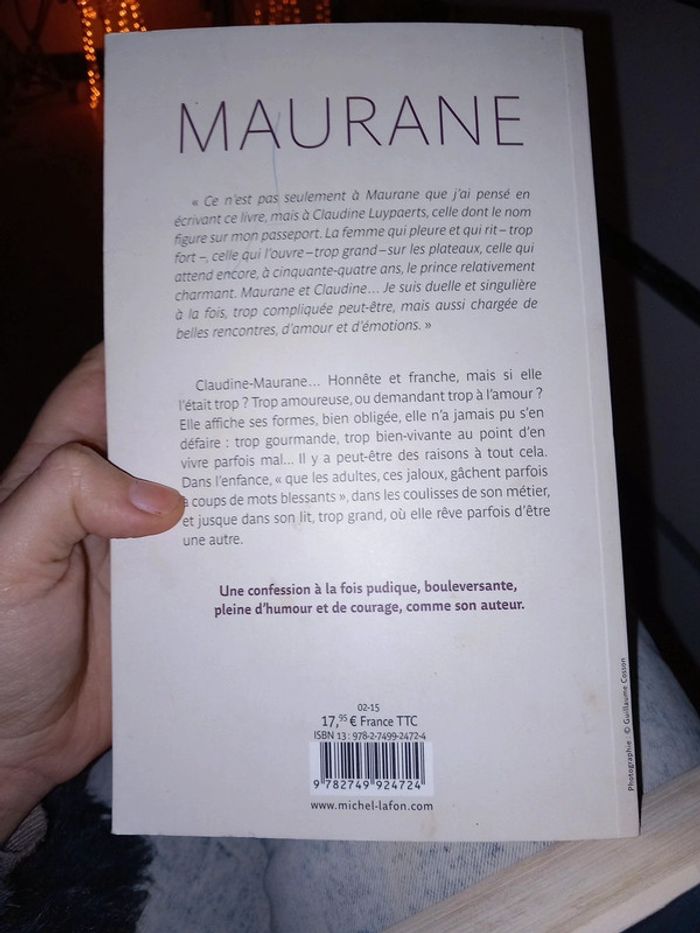 MAURANE
« Ce n'est pas seulement à Maurane que j'ai pensé en
écrivant ce livre, mais à Claudine Luypaerts, celle dont le nom
figure sur mon passeport. La femme qui pleure et qui rit – trop
fort –, celle qui l'ouvre – trop grand – sur les plateaux, celle qui
attend encore, à cinquante-quatre ans, le prince relativement
charmant. Maurane et Claudine... Je suis duelle et singulière
à la fois, trop compliquée peut-être, mais aussi chargée de
belles rencontres, d'amour et d'émotions. »
Claudine-Maurane... Honnête et franche, mais si elle
l'était trop ? Trop amoureuse, ou demandant trop à l'amour ?
Elle affiche ses formes, bien obligée, elle n'a jamais pu s'en
défaire : trop gourmande, trop bien-vivante au point d'en
vivre parfois mal... Il y a peut-être des raisons à tout cela.
Dans l'enfance, « que les adultes, ces jaloux, gâchent parfois
à coups de mots blessants », dans les coulisses de son métier,
et jusque dans son lit, trop grand, où elle rêve parfois d'être
une autre.
Une confession à la fois pudique, bouleversante,
pleine d'humour et de courage, comme son auteur.
02-15
17,95 € France TTC
ISBN 13 : 978-2-7499-2472-4
9 782749 924724
www.michel-lafon.com
Photographie : © Guillaume Cosson